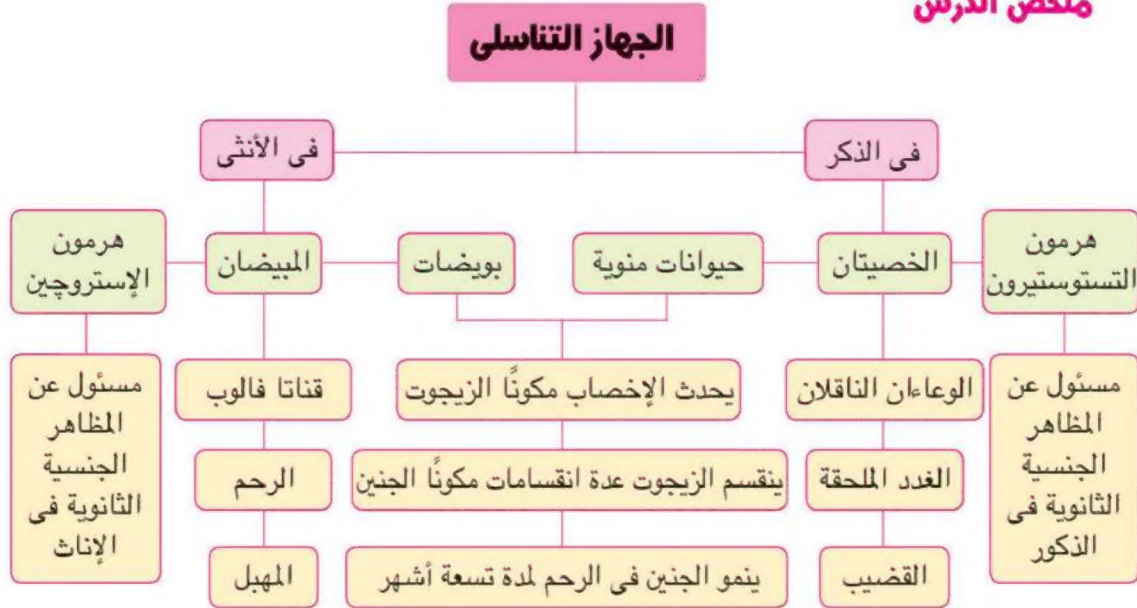 ملخص الدرس
الجهاز التناسلى
فى الذكر
فى الأنثى
هرمون
التستوستيرون
الخصيتان
حيوانات منوية
بويضات
المبيضان
هرمون
الإستروچين
مسئول عن
المظاهر
الجنسية
الثانوية فى
الذكور
الوعاءان الناقلان
الغدد الملحقة
القضيب
يحدث الإخصاب مكونًا الزيجوت
ينقسم الزيجوت عدة انقسامات مكونًا الجنين
ينمو الجنين فى الرحم لمدة تسعة أشهر
قناتا فالوب
الرحم
المهبل
مسئول عن
المظاهر
الجنسية
الثانوية فى
الإناث